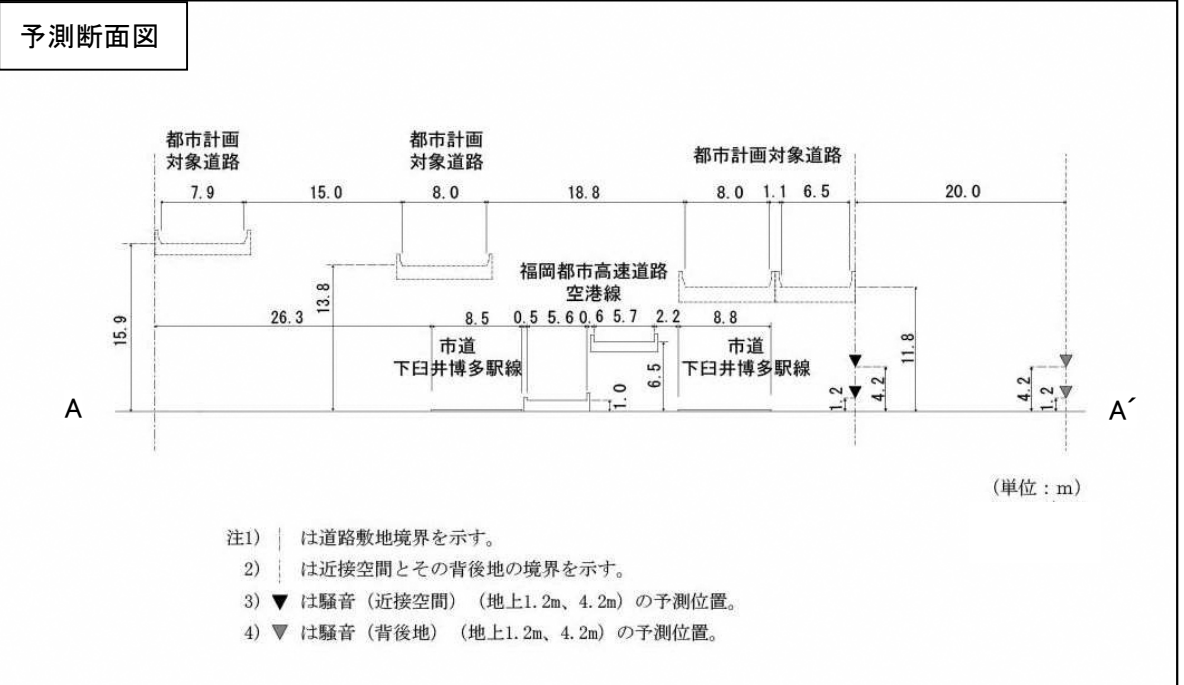 予測断面図
都市計画
対象道路
都市計画
対象道路
都市計画対象道路
7.9
15.0
8.0
18.8
8.0
1.1
6.5
20.0
福岡都市高速道路
空港線
15.9
13.8
26.3
8.5
0.5
5.6
0.6
5.7
2.2
8.8
市道
下臼井博多駅線
市道
下臼井博多駅線
1.0
6.5
1.2
4.2
11.8
4.2
1.2
A
A´
(単位:m)
注1) は道路敷地境界を示す。
2) は近接空間とその背後地の境界を示す。
3) ▼ は騒音(近接空間)(地上1.2m、4.2m)の予測位置。
4) ▼ は騒音(背後地)(地上1.2m、4.2m)の予測位置。